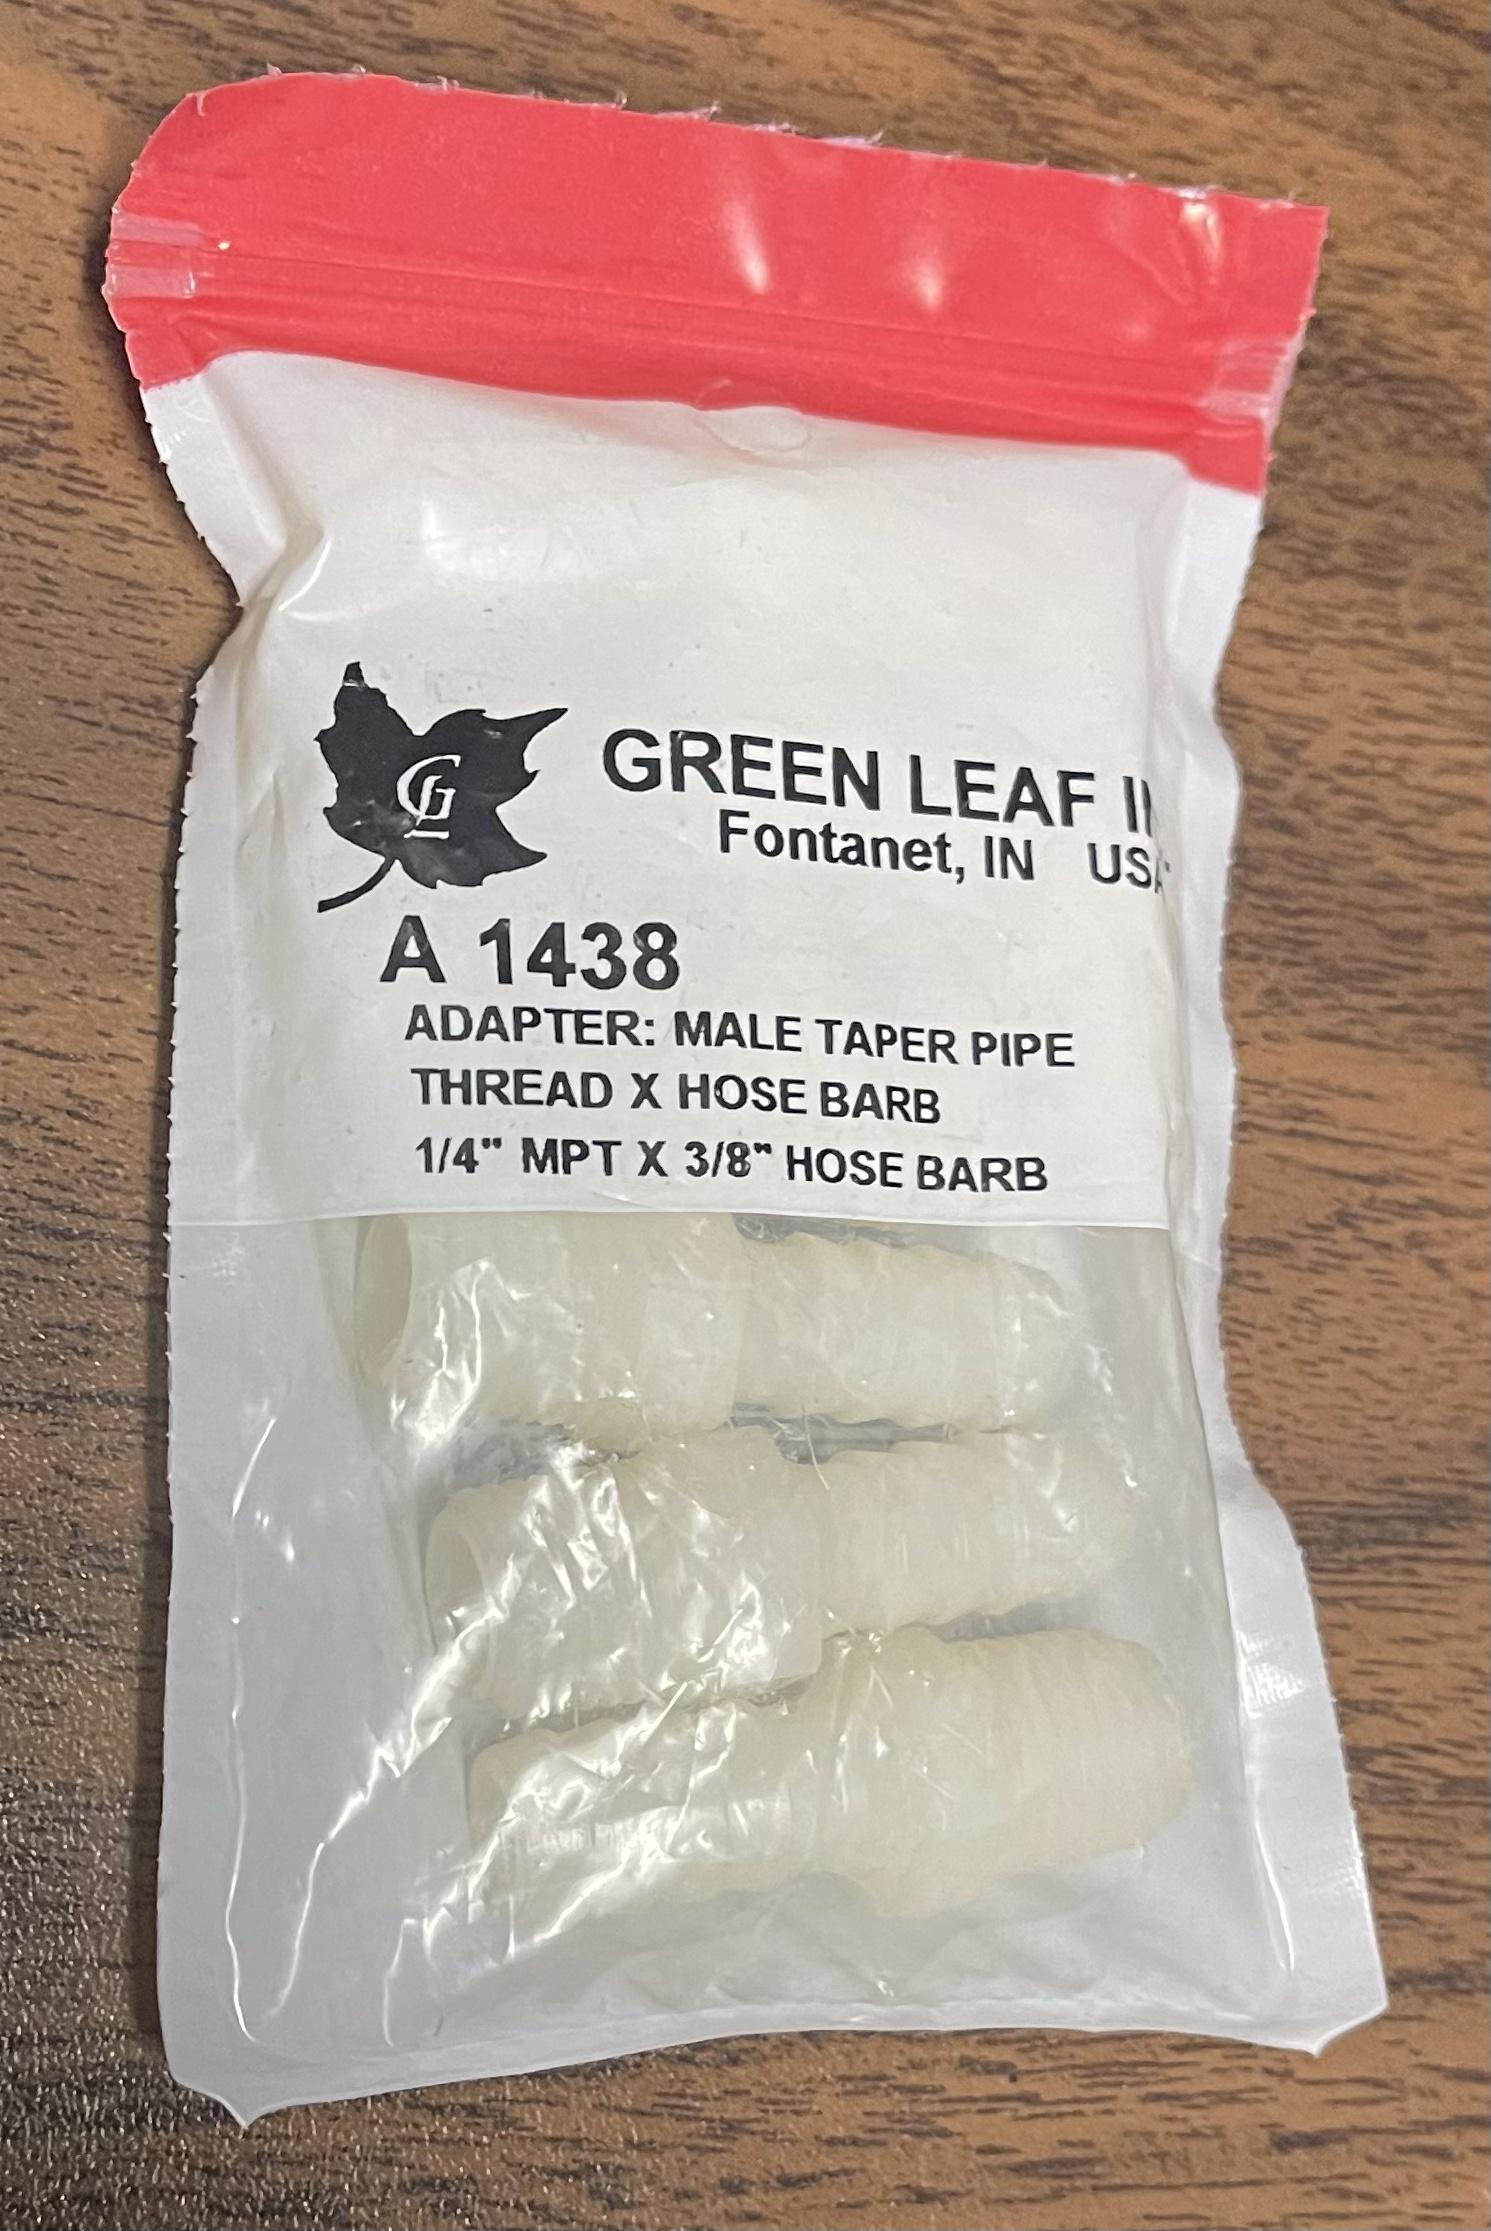 GL
GREEN LEAF IN
Fontanet, IN USA
A 1438
ADAPTER: MALE TAPER PIPE
THREAD X HOSE BARB
1/4" MPT X 3/8" HOSE BARB